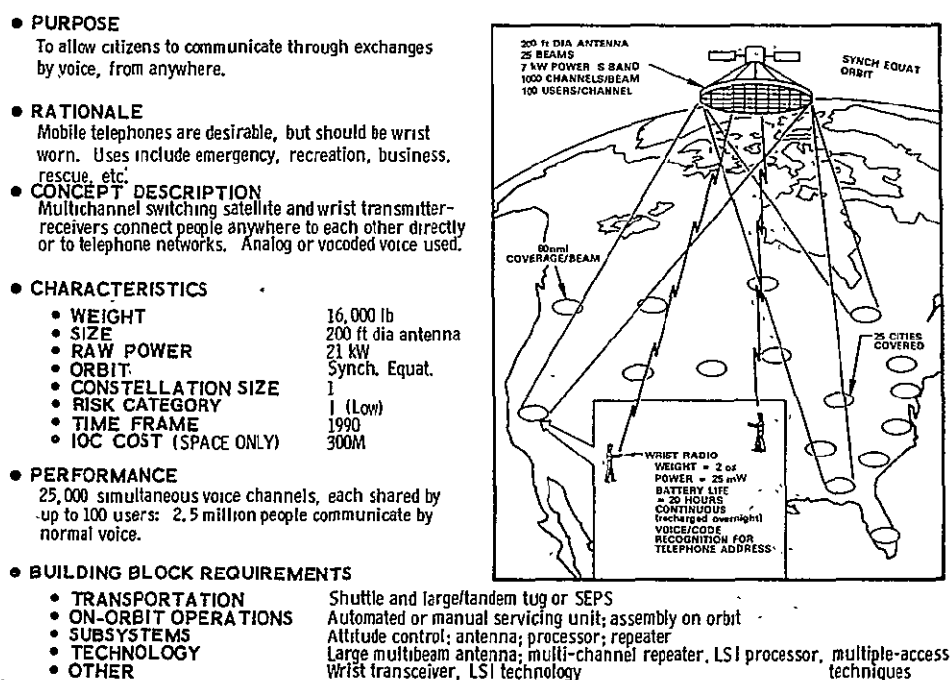 • PURPOSE
To allow citizens to communicate through exchanges
by voice, from anywhere.
• RATIONALE
Mobile telephones are desirable, but should be wrist
worn. Uses include emergency, recreation, business,
rescue, etc.
• CONCEPT DESCRIPTION
Multichannel switching satellite and wrist transmitter-
receivers connect people anywhere to each other directly
or to telephone networks. Analog or vocoded voice used.
• CHARACTERISTICS
• WEIGHT 16,000 lb
• SIZE 200 ft dia antenna
• RAW POWER 21 kW
• ORBIT Synch. Equat.
• CONSTELLATION SIZE 1
• RISK CATEGORY I (Low)
• TIME FRAME 1990
• IOC COST (SPACE ONLY) 300M
• PERFORMANCE
25,000 simultaneous voice channels, each shared by
up to 100 users: 2.5 million people communicate by
normal voice.
200 ft DIA ANTENNA
25 BEAMS
7 kW POWER S BAND
1000 CHANNELS/BEAM
100 USERS/CHANNEL
SYNCH EQUAT
ORBIT
60nmi
COVERAGE/BEAM
25 CITIES
COVERED
WRIST RADIO
WEIGHT = 2 oz
POWER = 25 mW
BATTERY LIFE
= 20 HOURS
CONTINUOUS
(recharged overnight)
VOICE/CODE
RECOGNITION FOR
TELEPHONE ADDRESS
• BUILDING BLOCK REQUIREMENTS
• TRANSPORTATION Shuttle and large/tandem tug or SEPS
• ON-ORBIT OPERATIONS Automated or manual servicing unit; assembly on orbit
• SUBSYSTEMS Attitude control; antenna; processor; repeater
• TECHNOLOGY Large multibeam antenna; multi-channel repeater, LSI processor, multiple-access
techniques
• OTHER Wrist transceiver, LSI technology